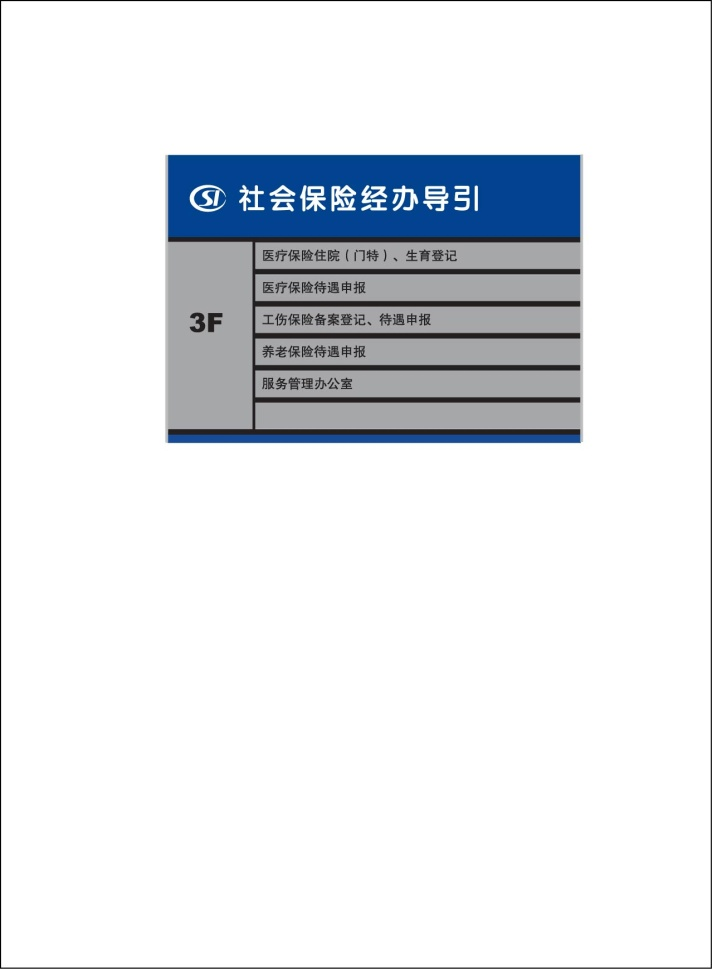 SI 社会保险经办导引
3F
医疗保险住院（门特）、生育登记
医疗保险待遇申报
工伤保险备案登记、待遇申报
养老保险待遇申报
服务管理办公室